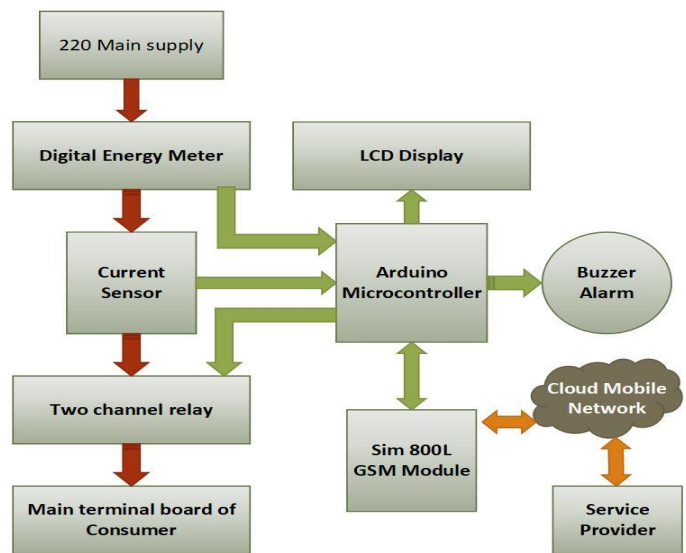 220 Main supply
Digital Energy Meter
LCD Display
Current
Sensor
Arduino
Microcontroller
Buzzer
Alarm
Two channel relay
Cloud Mobile
Network
Sim 800L
GSM Module
Main terminal board of
Consumer
Service
Provider